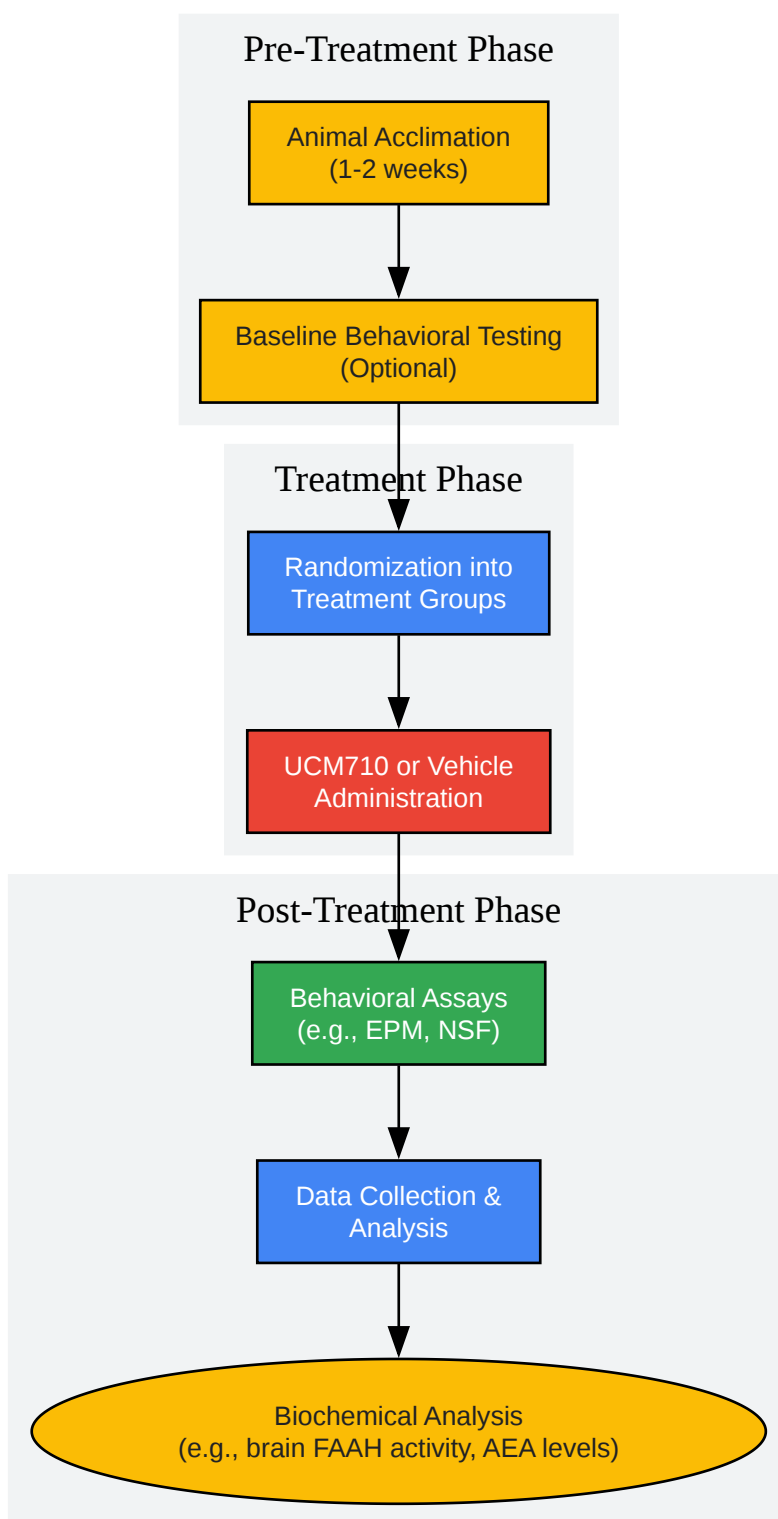 Pre-Treatment Phase
Animal Acclimation
(1-2 weeks)
Baseline Behavioral Testing
(Optional)
Treatment Phase
Randomization into
Treatment Groups
UCM710 or Vehicle
Administration
Post-Treatment Phase
Behavioral Assays
(e.g., EPM, NSF)
Data Collection &
Analysis
Biochemical Analysis
(e.g., brain FAAH activity, AEA levels)